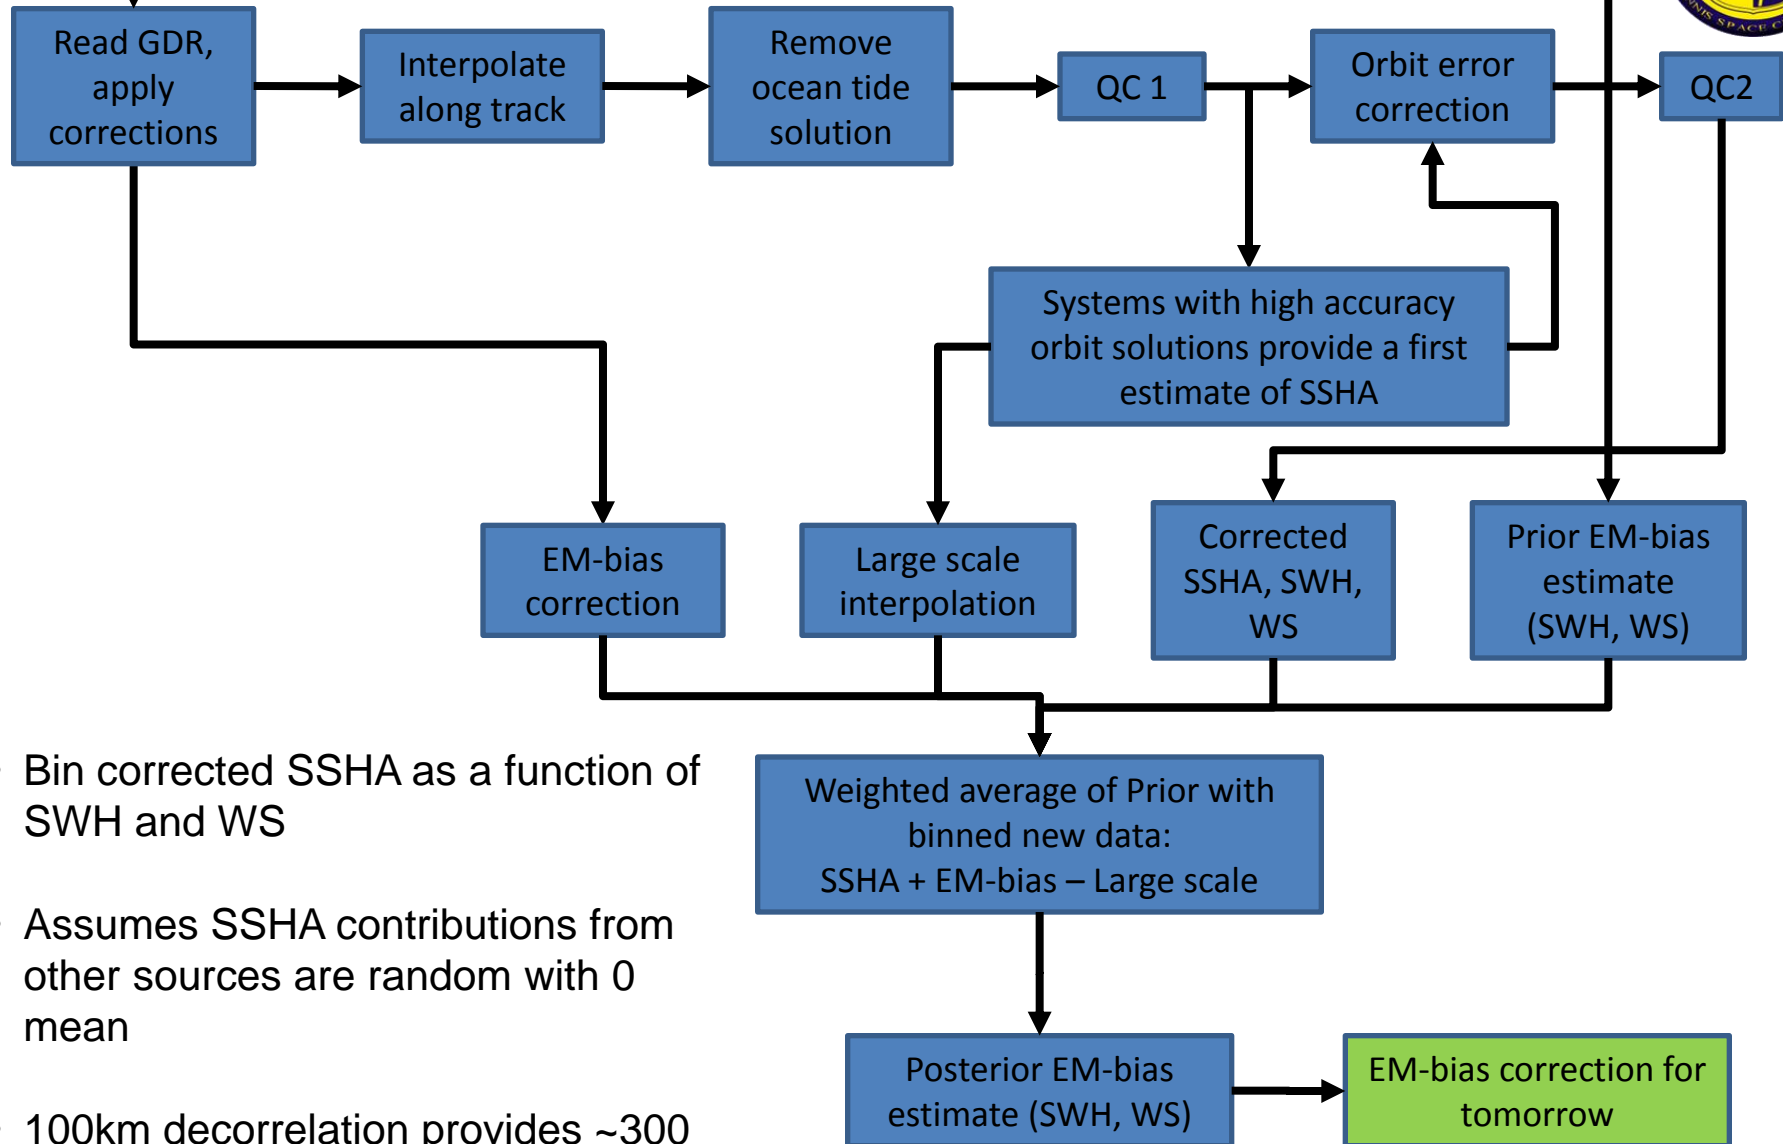 Read GDR,
apply
corrections
Interpolate
along track
Remove
ocean tide
solution
QC 1
Orbit error
correction
QC2
NIS SPACE C
Systems with high accuracy
orbit solutions provide a first
estimate of SSHA
EM-bias
correction
Large scale
interpolation
Corrected
SSHA, SWH,
WS
Prior EM-bias
estimate
(SWH, WS)
Bin corrected SSHA as a function of
SWH and WS
Assumes SSHA contributions from
other sources are random with 0
mean
100km decorrelation provides ~300
Weighted average of Prior with
binned new data:
SSHA + EM-bias – Large scale
Posterior EM-bias
estimate (SWH, WS)
EM-bias correction for
tomorrow